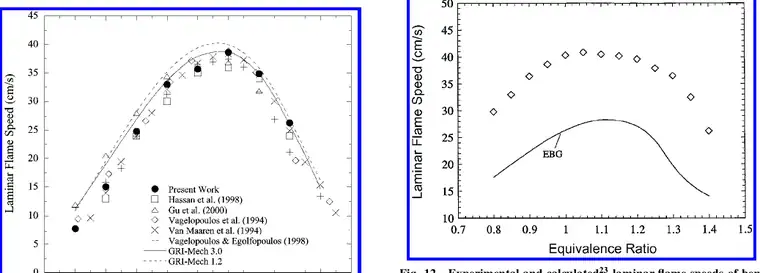 45
40
35
30
25
20
15
10
5
Laminar Flame Speed (cm/s)
Present Work
Hassan et al. (1998)
Gu et al. (2000)
Vagelopoulos et al. (1994)
Van Maaren et al. (1994)
Vagelopoulos & Egolfopoulos (1998)
GRI-Mech 3.0
GRI-Mech 1.2
50
45
40
35
30
25
20
15
10
Laminar Flame Speed (cm/s)
EBG
0.7 0.8 0.9 1 1.1 1.2 1.3 1.4 1.5
Equivalence Ratio
Fig. 12 Experimental and calculated23 laminar flame speeds of